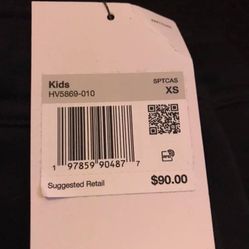 Kids
HV5869-010
SPTCAS
XS
1 97859 90487 7
Suggested Retail
$90.00